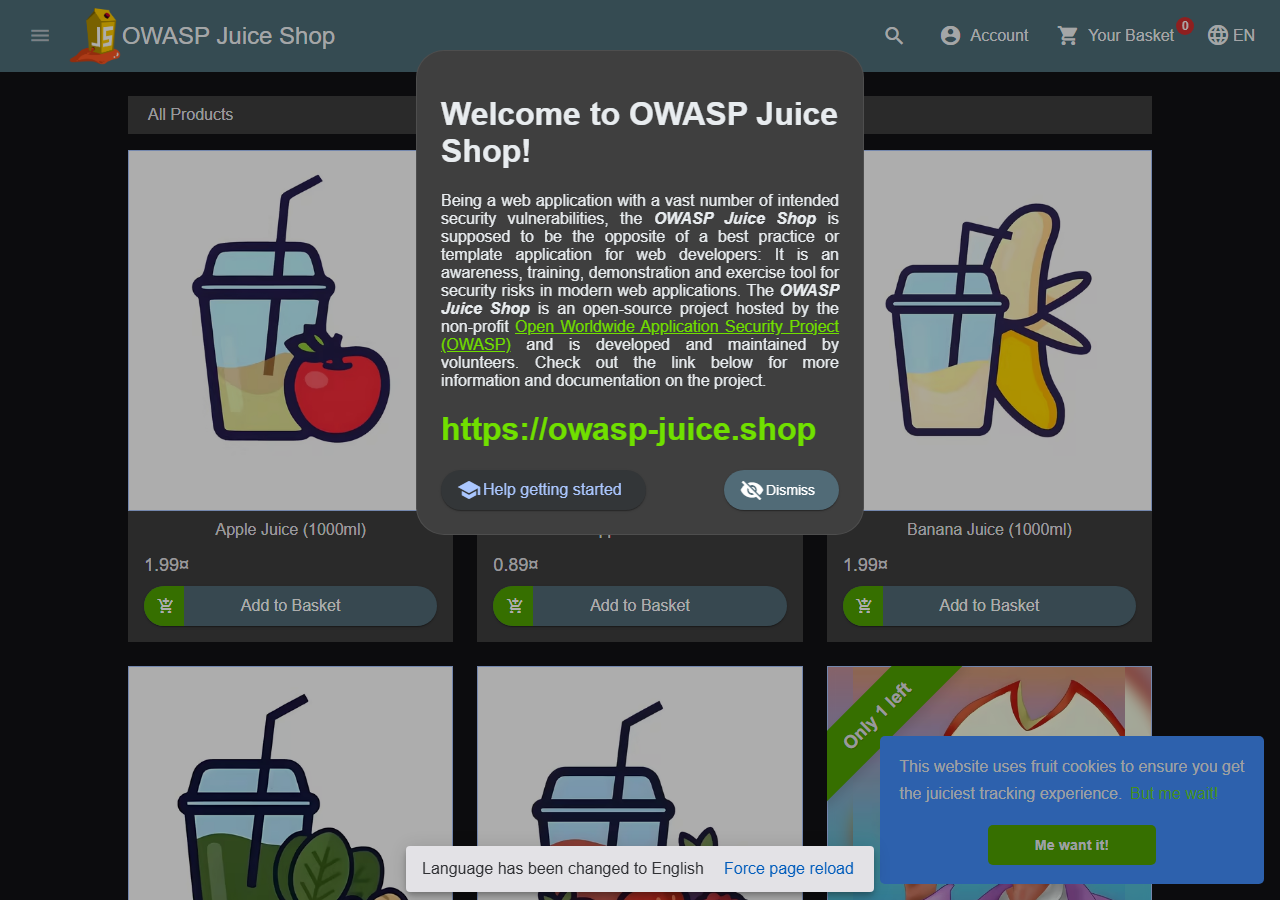 OWASP Juice Shop
Account
Your Basket
0
EN
All Products
Welcome to OWASP Juice
Shop!
Being a web application with a vast number of intended
security vulnerabilities, the OWASP Juice Shop is
supposed to be the opposite of a best practice or
template application for web developers: It is an
awareness, training, demonstration and exercise tool for
security risks in modern web applications. The OWASP
Juice Shop is an open-source project hosted by the
non-profit Open Worldwide Application Security Project
(OWASP) and is developed and maintained by
volunteers. Check out the link below for more
information and documentation on the project.
https://owasp-juice.shop
Help getting started
Dismiss
Apple Juice (1000ml)
Banana Juice (1000ml)
1.99¤
0.89¤
1.99¤
Add to Basket
Add to Basket
Add to Basket
Only 1 left
This website uses fruit cookies to ensure you get
the juiciest tracking experience. But me wait!
Me want it!
Language has been changed to English
Force page reload